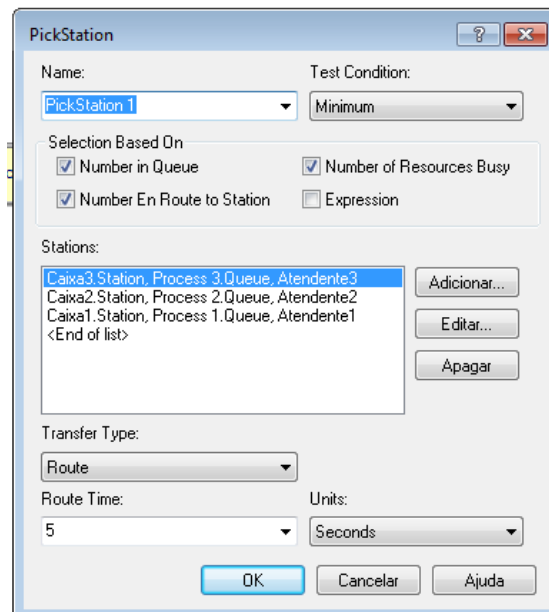 PickStation
Name:
Test Condition:
PickStation 1
Minimum
Selection Based On
Number in Queue
Number of Resources Busy
Number En Route to Station
Expression
Stations:
Caixa3.Station, Process 3.Queue, Atendente3
Caixa2.Station, Process 2.Queue, Atendente2
Caixa1.Station, Process 1.Queue, Atendente1
<End of list>
Adicionar...
Editar...
Apagar
Transfer Type:
Route
Route Time:
Units:
5
Seconds
OK
Cancelar
Ajuda